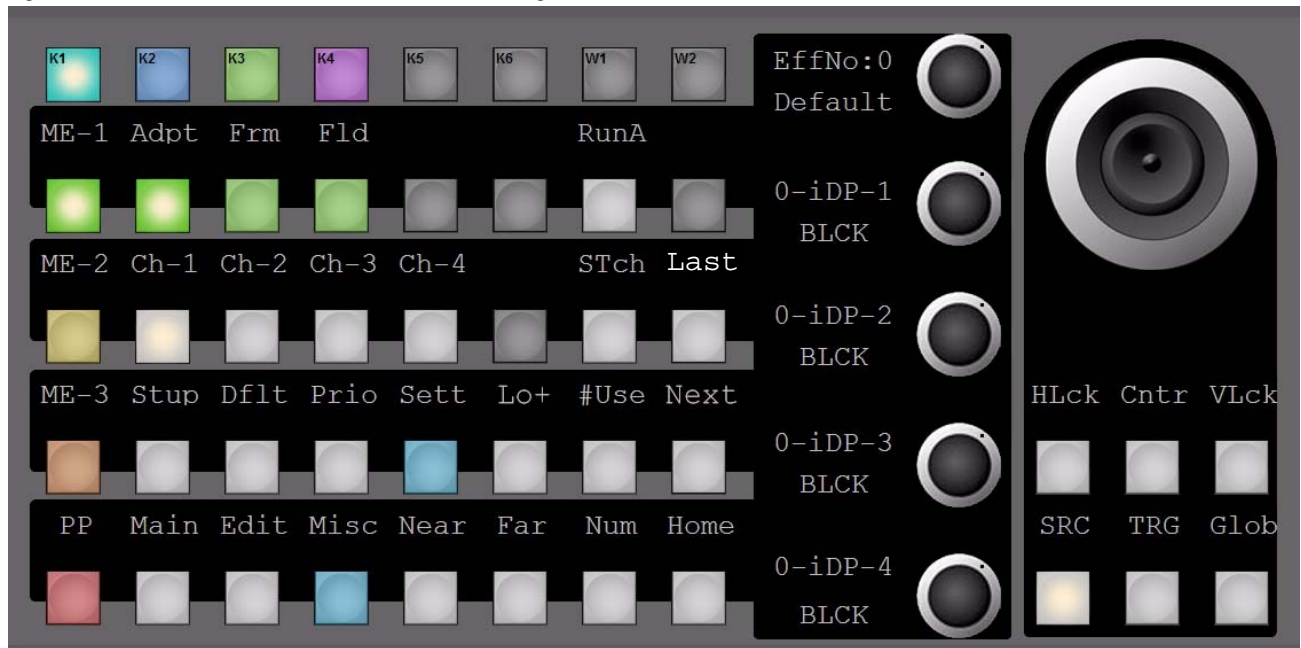 K1 K2 K3 K4 K5 K6 W1 W2
EffNo:0
Default
ME-1 Adpt Frm Fld RunA
0-iDP-1
BLCK
ME-2 Ch-1 Ch-2 Ch-3 Ch-4 STch Last
0-iDP-2
BLCK
ME-3 Stup Dflt Prio Sett Lo+ #Use Next
0-iDP-3
BLCK
PP Main Edit Misc Near Far Num Home
0-iDP-4
BLCK
HLck Cntr VLck
SRC TRG Glob